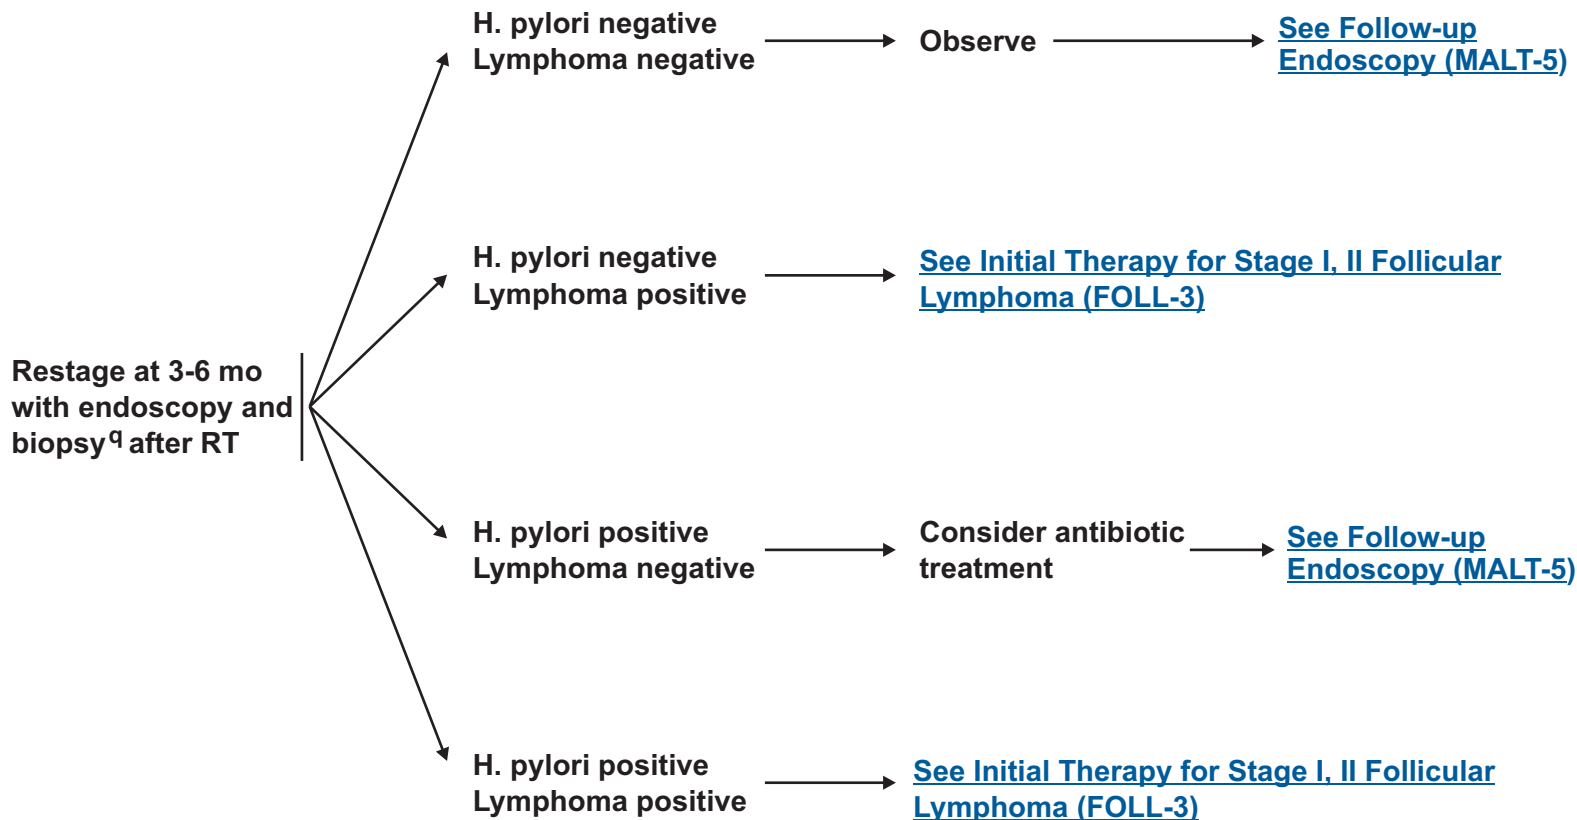 Restage at 3-6 mo
with endoscopy and
biopsy q after RT
H. pylori negative
Lymphoma negative
Observe
See Follow-up
Endoscopy (MALT-5)
H. pylori negative
Lymphoma positive
See Initial Therapy for Stage I, II Follicular
Lymphoma (FOLL-3)
H. pylori positive
Lymphoma negative
Consider antibiotic
treatment
See Follow-up
Endoscopy (MALT-5)
H. pylori positive
Lymphoma positive
See Initial Therapy for Stage I, II Follicular
Lymphoma (FOLL-3)